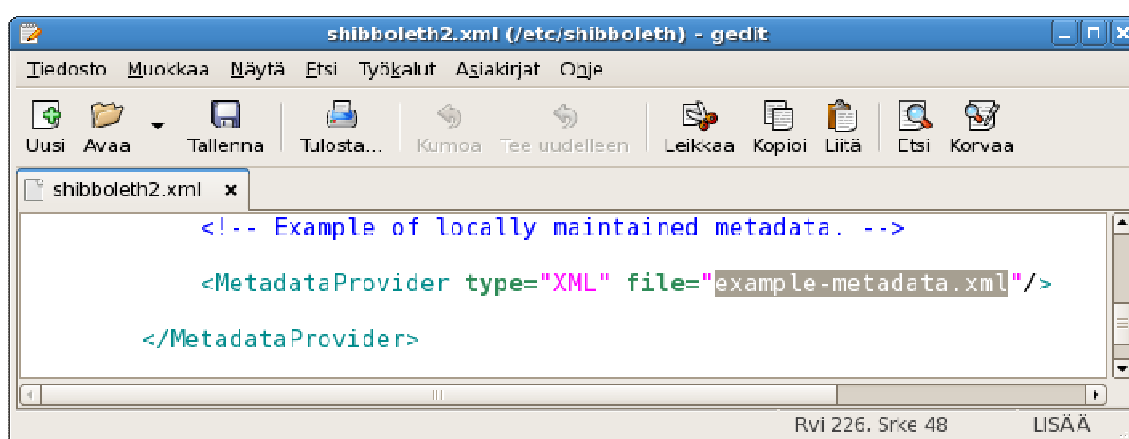 shibboleth2.xml (/etc/shibboleth) - gedit
Tiedosto Muokkaa Näytä Etsi Työkalut Asiakirjat Ohje
Uusi Avaa Tallenna Tulosta... Kumoa Tee uudelleen Leikkaa Kopioi Liitä Etsi Korvaa
shibboleth2.xml x
<!-- Example of locally maintained metadata. -->
<MetadataProvider type="XML" file="example-metadata.xml"/>
</MetadataProvider>
Rvi 226, Srke 48 LISÄÄ